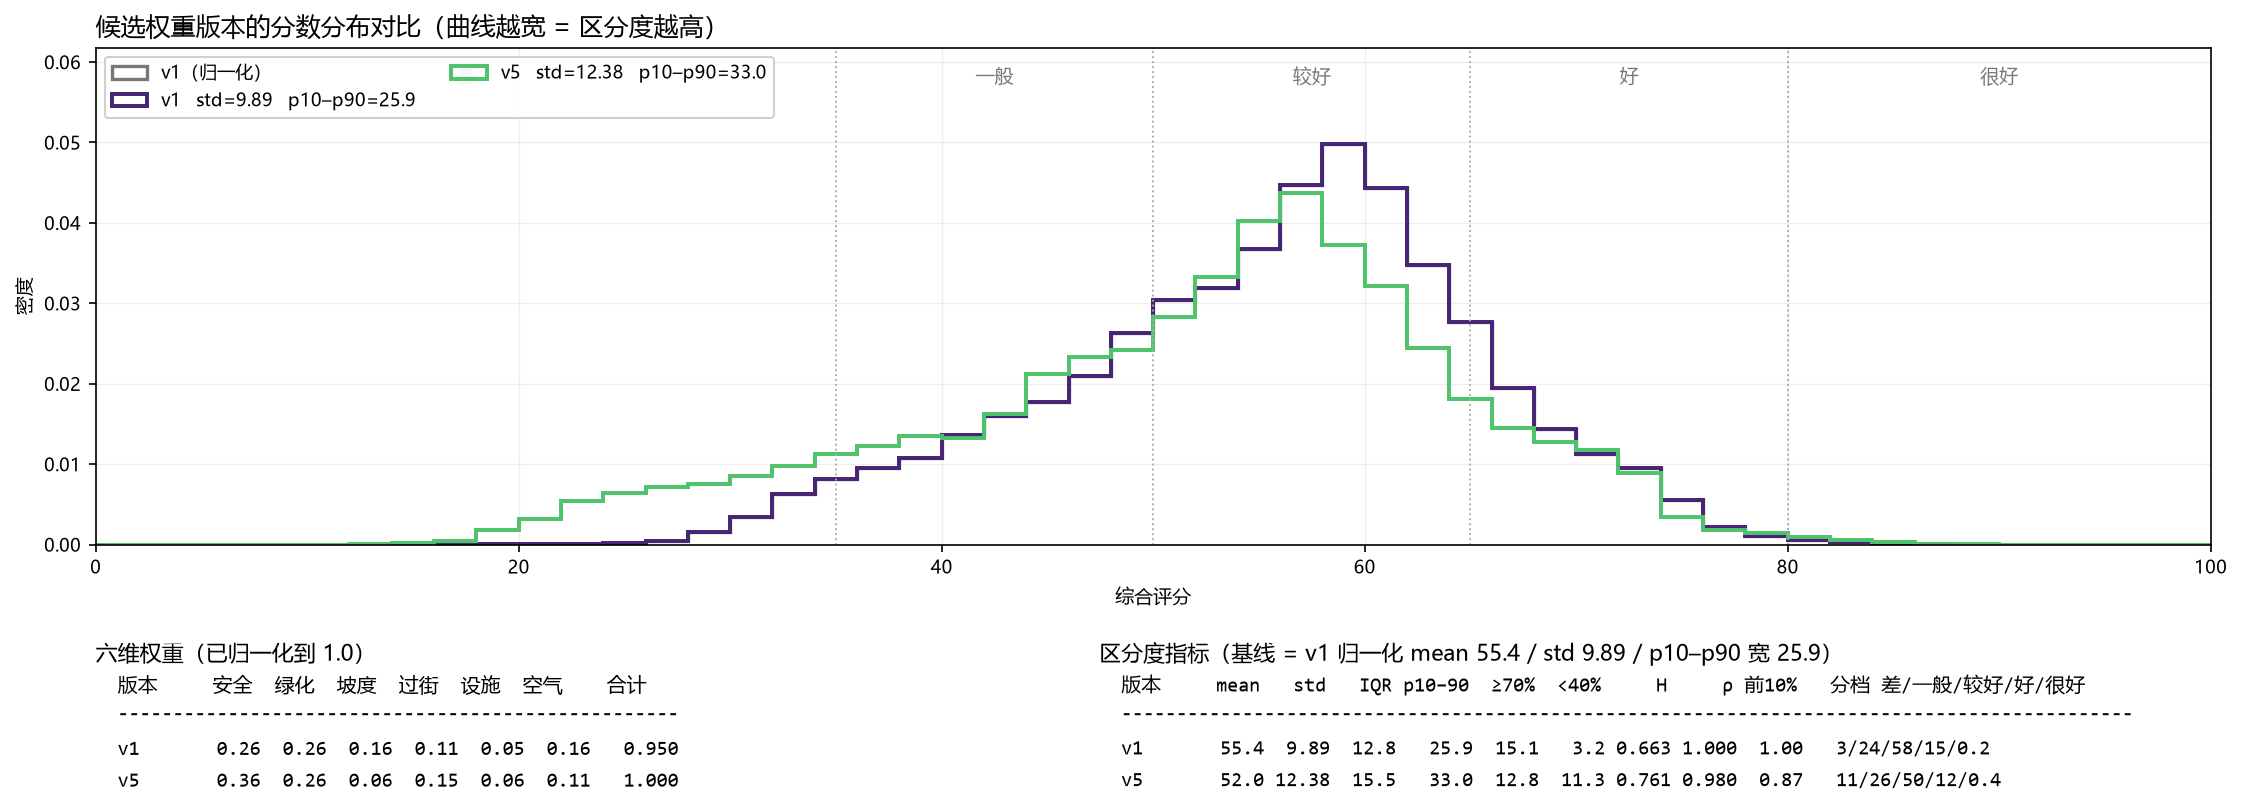 候选权重版本的分数分布对比（曲线越宽 = 区分度越高）
v1（归一化）
v1 std=9.89 p10–p90=25.9
v5 std=12.38 p10–p90=33.0
一般
较好
好
很好
0.06
0.05
0.04
0.03
0.02
0.01
0.00
密度
0 20 40 60 80 100
综合评分
六维权重（已归一化到 1.0）
版本 安全 绿化 坡度 过街 设施 空气 合计
v1 0.26 0.26 0.16 0.11 0.05 0.16 0.950
v5 0.36 0.26 0.06 0.15 0.06 0.11 1.000
区分度指标（基线 = v1 归一化 mean 55.4 / std 9.89 / p10–p90 宽 25.9）
版本 mean std IQR p10-90 ≥70% <40% H ρ 前10% 分档 差/一般/较好/好/很好
v1 55.4 9.89 12.8 25.9 15.1 3.2 0.663 1.000 1.00 3/24/58/15/0.2
v5 52.0 12.38 15.5 33.0 12.8 11.3 0.761 0.980 0.87 11/26/50/12/0.4